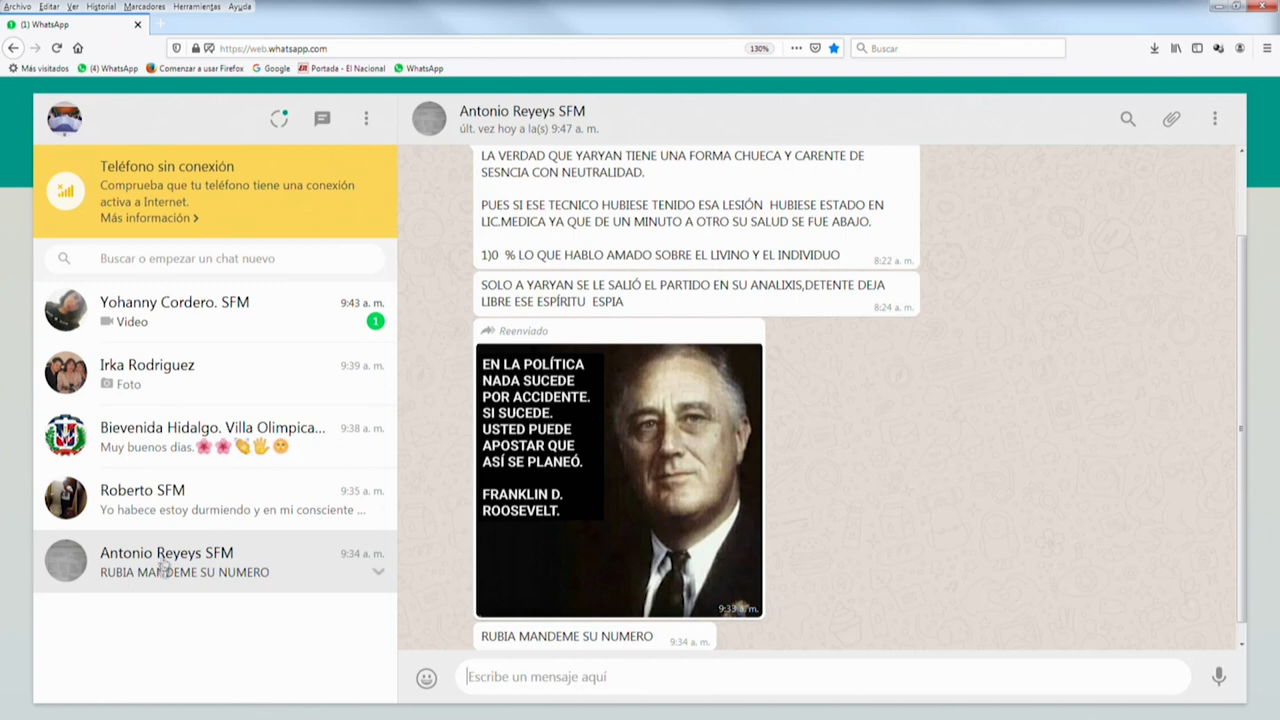 Archivo Editar Ver Historial Marcadores Herramientas Ayuda
(1) WhatsApp
https://web.whatsapp.com
130%
Buscar
Más visitados
(4) WhatsApp
Comenzar a usar Firefox
Google
Portada - El Nacional
WhatsApp
Teléfono sin conexión
Comprueba que tu teléfono tiene una conexión
activa a Internet.
Más información
Buscar o empezar un chat nuevo
Yohanny Cordero. SFM
9:43 a. m.
Video
1
Irka Rodriguez
9:39 a. m.
Foto
Bievenida Hidalgo. Villa Olimpica...
9:38 a. m.
Muy buenos dias.🌸🌸👏🖐😊
Roberto SFM
9:35 a. m.
Yo habece estoy durmiendo y en mi consciente ...
Antonio Reyeys SFM
9:34 a. m.
RUBIA MANDEME SU NUMERO
Antonio Reyeys SFM
últ. vez hoy a la(s) 9:47 a. m.
LA VERDAD QUE YARYAN TIENE UNA FORMA CHUECA Y CARENTE DE
SESNCIA CON NEUTRALIDAD.
PUES SI ESE TECNICO HUBIESE TENIDO ESA LESIÓN HUBIESE ESTADO EN
LIC.MEDICA YA QUE DE UN MINUTO A OTRO SU SALUD SE FUE ABAJO.
1)0 % LO QUE HABLO AMADO SOBRE EL LIVINO Y EL INDIVIDUO
8:22 a. m.
SOLO A YARYAN SE LE SALIÓ EL PARTIDO EN SU ANALIXIS,DETENTE DEJA
LIBRE ESE ESPÍRITU ESPIA
8:24 a. m.
Reenviado
EN LA POLÍTICA
NADA SUCEDE
POR ACCIDENTE.
SI SUCEDE.
USTED PUEDE
APOSTAR QUE
ASÍ SE PLANEÓ.
FRANKLIN D.
ROOSEVELT.
9:33 a. m.
RUBIA MANDEME SU NUMERO
9:34 a. m.
Escribe un mensaje aquí